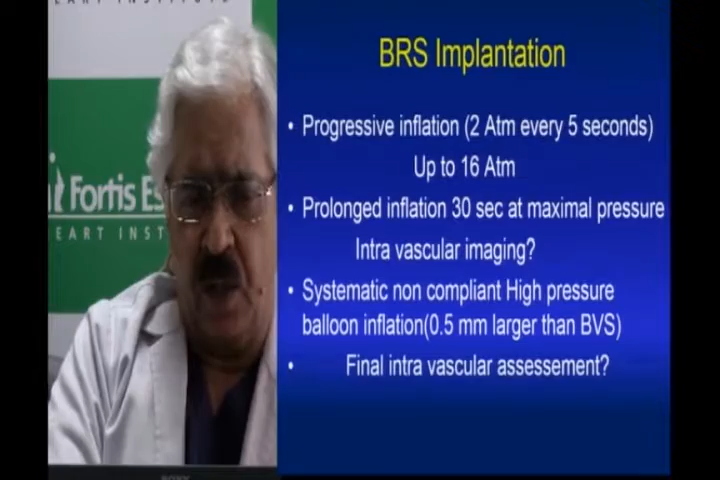 EART INSTITUT
Fortis Es
EART INST
BRS Implantation
• Progressive inflation (2 Atm every 5 seconds)
Up to 16 Atm
• Prolonged inflation 30 sec at maximal pressure
Intra vascular imaging?
• Systematic non compliant High pressure
balloon inflation(0.5 mm larger than BVS)
• Final intra vascular assessement?